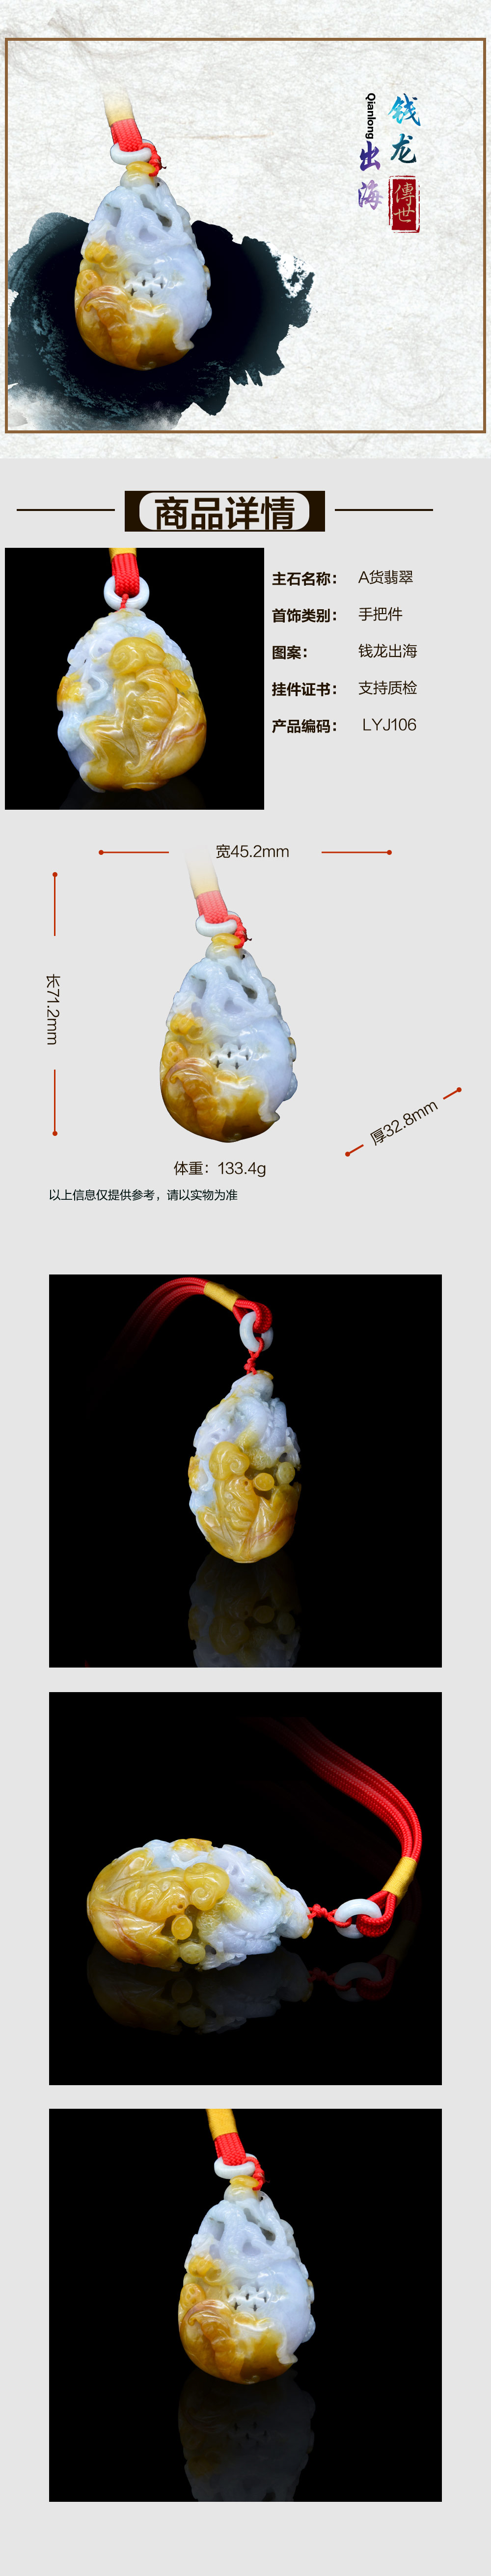 钱龙
Qianlong
出海
傳世
商品详情
主石名称： A货翡翠
首饰类别： 手把件
图案： 钱龙出海
挂件证书： 支持质检
产品编码： LYJ106
宽45.2mm
长71.2mm
厚32.8mm
体重：133.4g
以上信息仅提供参考，请以实物为准